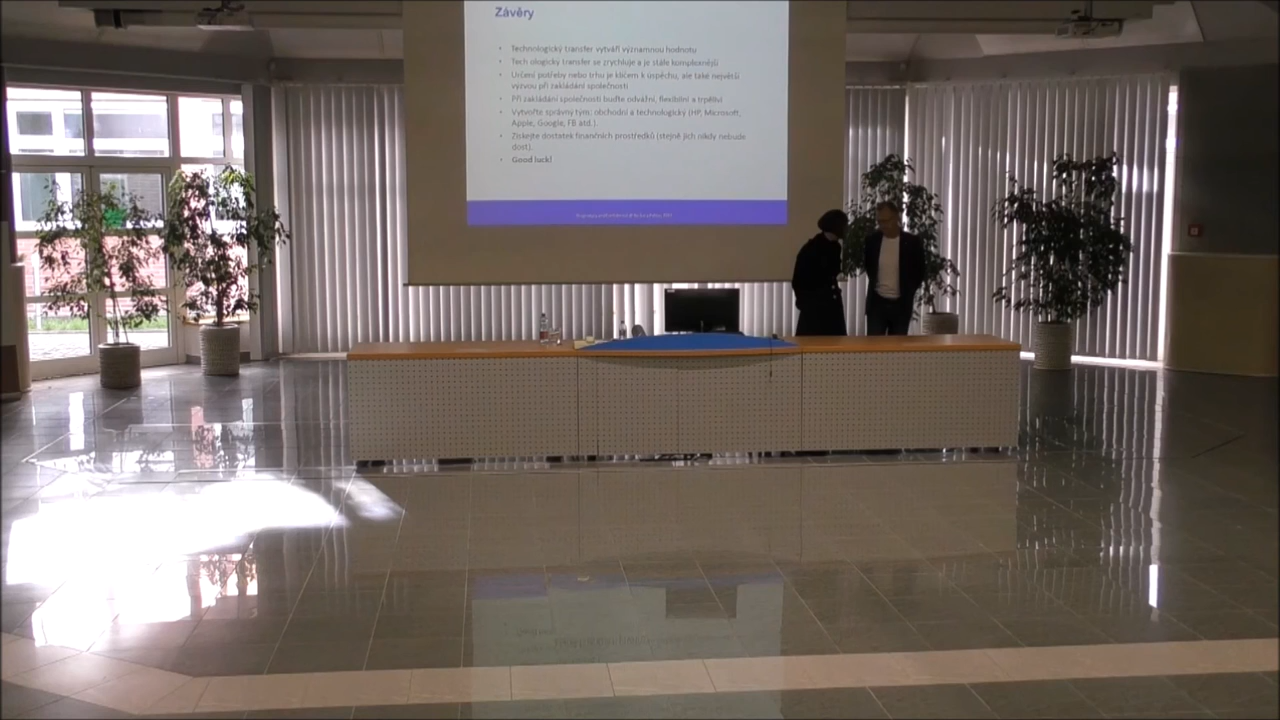 Závěry
• Technologický transfer vytváří významnou hodnotu
• Tech ologický transfer se zrychluje a je stále komplexnější
• Určení potřeby nebo trhu je klíčem k úspěchu, ale také největší
výzvou při zakládání společnosti
• Při zakládání společnosti buďte odvážní, flexibilní a trpěliví
• Vytvořte správný tým: obchodní a technologický (HP, Microsoft,
Apple, Google, FB atd.).
• Získejte dostatek finančních prostředků (stejně jich nikdy nebude
dost).
• Good luck!